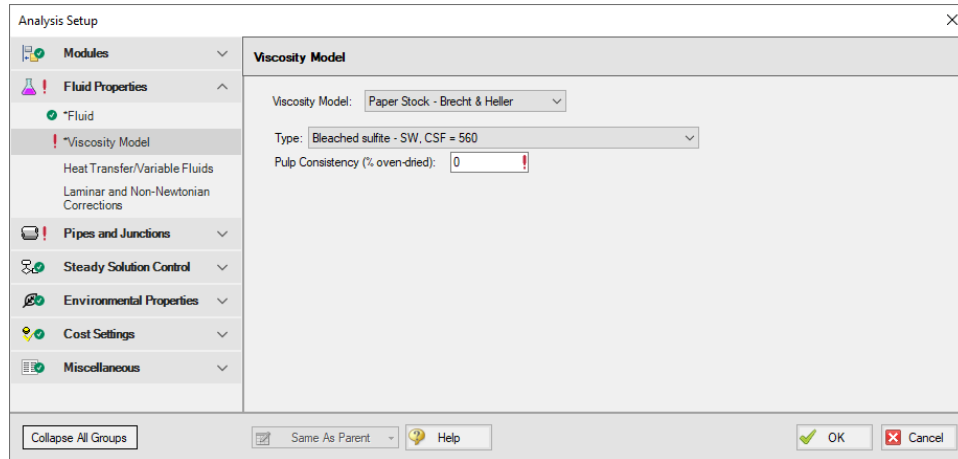 Analysis Setup
Modules
Fluid Properties
*Fluid
*Viscosity Model
Heat Transfer/Variable Fluids
Laminar and Non-Newtonian
Corrections
Pipes and Junctions
Steady Solution Control
Environmental Properties
Cost Settings
Miscellaneous
Collapse All Groups
Viscosity Model
Viscosity Model: Paper Stock - Brecht & Heller
Type: Bleached sulfite - SW, CSF = 560
Pulp Consistency (% oven-dried): 0
Same As Parent
Help
OK
Cancel